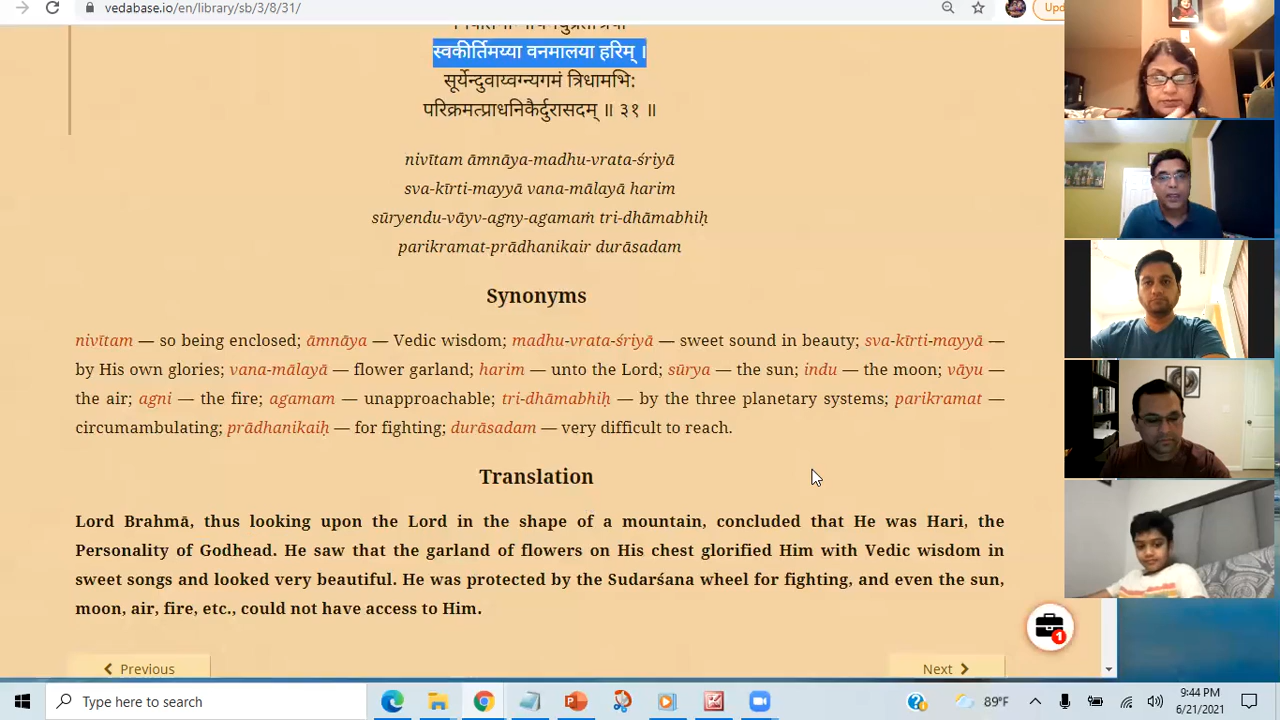 vedabase.io/en/library/sb/3/8/31/
स्वकीर्तिमय्या वनमालया हरिम् ।
सूर्येन्दुवाय्वग्‍न्यगमं त्रिधामभि:
परिक्रमत्प्राधनिकैर्दुरासदम् ॥ ३१ ॥
nivītam āmnāya-madhu-vrata-śriyā
sva-kīrti-mayyā vana-mālayā harim
sūryendu-vāyv-agny-agamaṁ tri-dhāmabhiḥ
parikramat-prādhanikair durāsadam
Synonyms
nivītam — so being enclosed; āmnāya — Vedic wisdom; madhu-vrata-śriyā — sweet sound in beauty; sva-kīrti-mayyā —
by His own glories; vana-mālayā — flower garland; harim — unto the Lord; sūrya — the sun; indu — the moon; vāyu —
the air; agni — the fire; agamam — unapproachable; tri-dhāmabhiḥ — by the three planetary systems; parikramat —
circumambulating; prādhanikaiḥ — for fighting; durāsadam — very difficult to reach.
Translation
Lord Brahmā, thus looking upon the Lord in the shape of a mountain, concluded that He was Hari, the
Personality of Godhead. He saw that the garland of flowers on His chest glorified Him with Vedic wisdom in
sweet songs and looked very beautiful. He was protected by the Sudarśana wheel for fighting, and even the sun,
moon, air, fire, etc., could not have access to Him.
1
Previous
Next
Type here to search
89°F
9:44 PM
6/21/2021